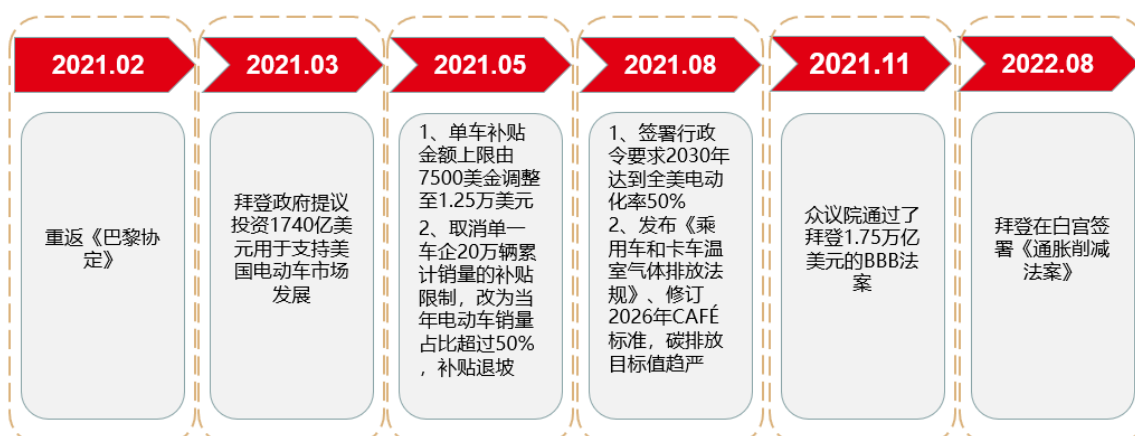 2021.02
2021.03
2021.05
2021.08
2021.11
2022.08
重返《巴黎协
定》
拜登政府提议
投资1740亿美
元用于支持美
国电动车市场
发展
1、单车补贴
金额上限由
7500美金调整
至1.25万美元
2、取消单一
车企20万辆累
计销量的补贴
限制，改为当
年电动车销量
占比超过50%
，补贴退坡
1、签署行政
令要求2030年
达到全美电动
化率50%
2、发布《乘
用车和卡车温
室气体排放法
规》、修订
2026年CAFÉ
标准，碳排放
目标值趋严
众议院通过了
拜登1.75万亿
美元的BBB法
案
拜登在白宫签
署《通胀削减
法案》